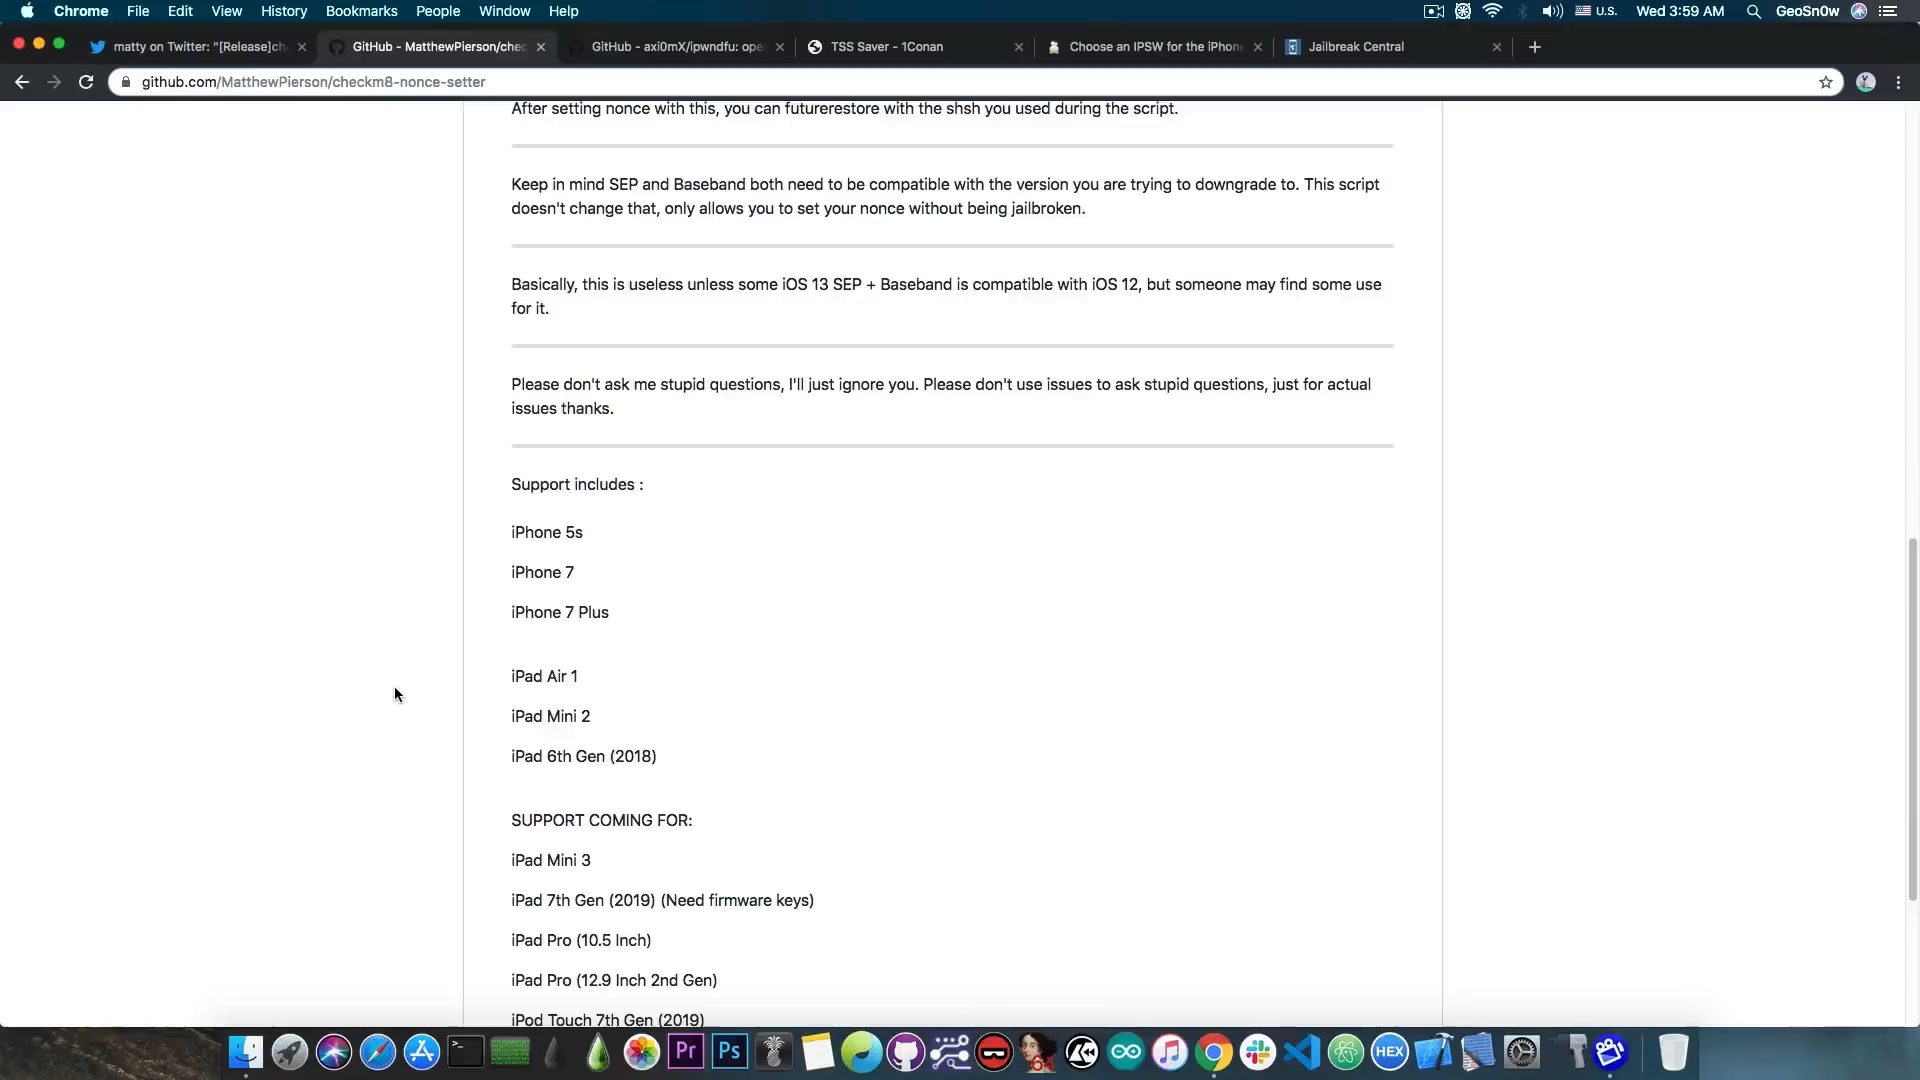 Chrome File Edit View History Bookmarks People Window Help
U.S. Wed 3:59 AM GeoSn0w
matty on Twitter: "[Release]ch
GitHub - MatthewPierson/chec
GitHub - axi0mX/ipwndfu: ope
TSS Saver - 1Conan
Choose an IPSW for the iPhon
Jailbreak Central
github.com/MatthewPierson/checkm8-nonce-setter
After setting nonce with this, you can futurerestore with the shsh you used during the script.
Keep in mind SEP and Baseband both need to be compatible with the version you are trying to downgrade to. This script
doesn't change that, only allows you to set your nonce without being jailbroken.
Basically, this is useless unless some iOS 13 SEP + Baseband is compatible with iOS 12, but someone may find some use
for it.
Please don't ask me stupid questions, I'll just ignore you. Please don't use issues to ask stupid questions, just for actual
issues thanks.
Support includes :
iPhone 5s
iPhone 7
iPhone 7 Plus
iPad Air 1
iPad Mini 2
iPad 6th Gen (2018)
SUPPORT COMING FOR:
iPad Mini 3
iPad 7th Gen (2019) (Need firmware keys)
iPad Pro (10.5 Inch)
iPad Pro (12.9 Inch 2nd Gen)
iPod Touch 7th Gen (2019)
Pr
Ps
64
HEX